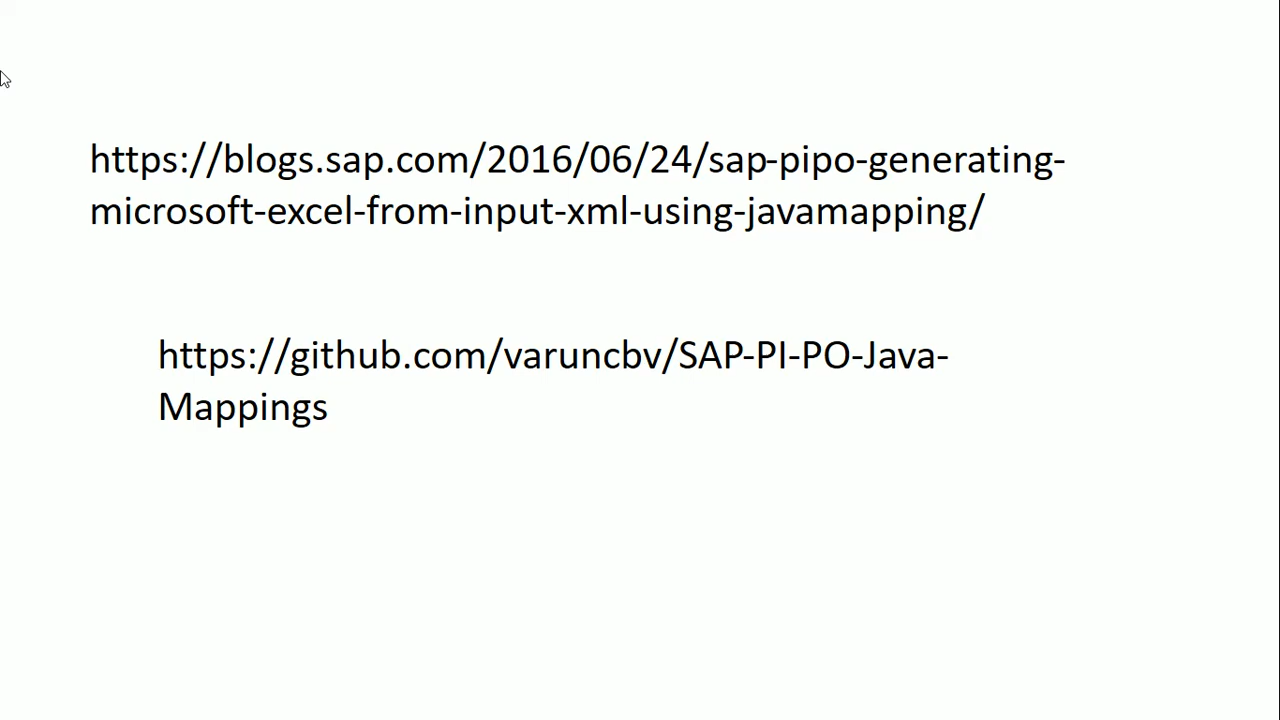 https://blogs.sap.com/2016/06/24/sap-pipo-generating-
microsoft-excel-from-input-xml-using-javamapping/
https://github.com/varuncbv/SAP-PI-PO-Java-
Mappings